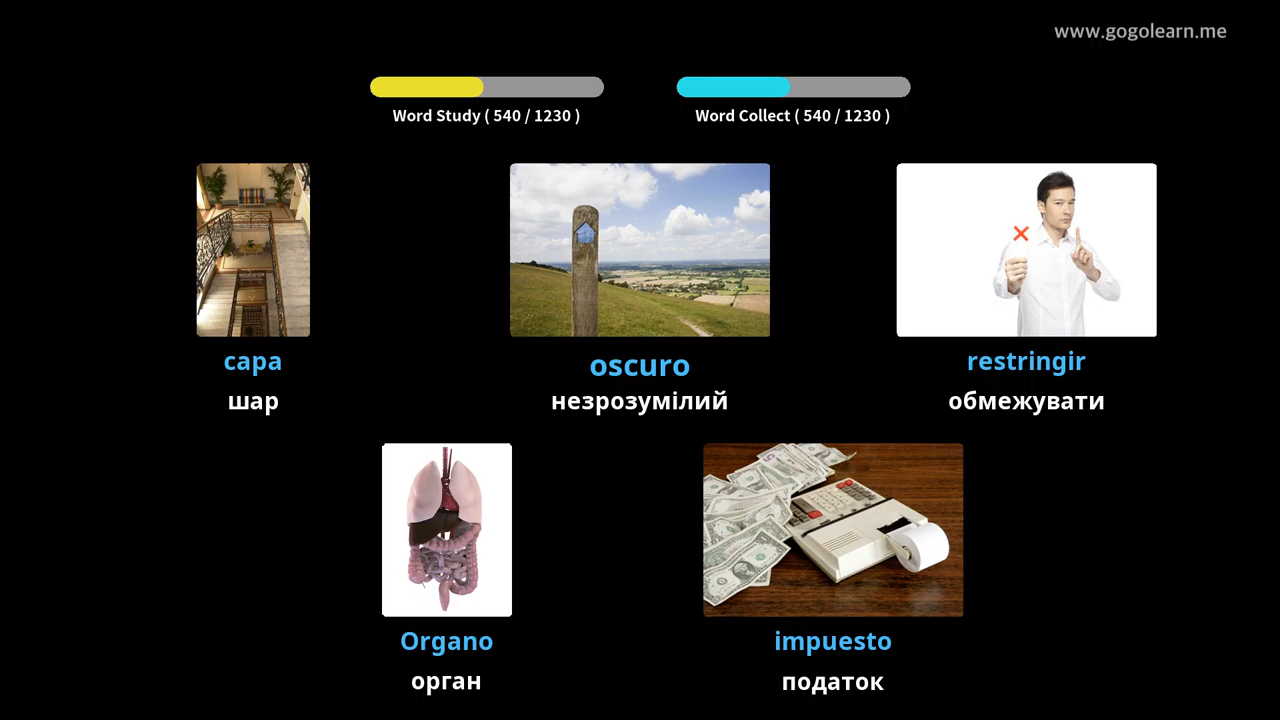 www.gogolearn.me
Word Study ( 540 / 1230 )
Word Collect ( 540 / 1230 )
capa
oscuro
restringir
шар
незрозумілий
обмежувати
Organo
impuesto
орган
податок